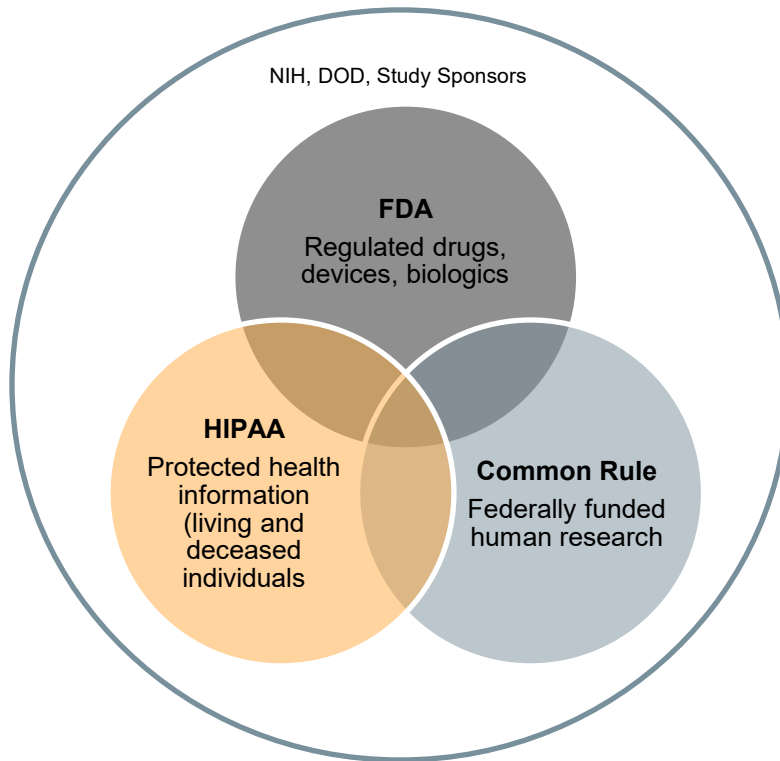 NIH, DOD, Study Sponsors
FDA
Regulated drugs,
devices, biologics
HIPAA
Protected health
information
(living and
deceased
individuals
Common Rule
Federally funded
human research